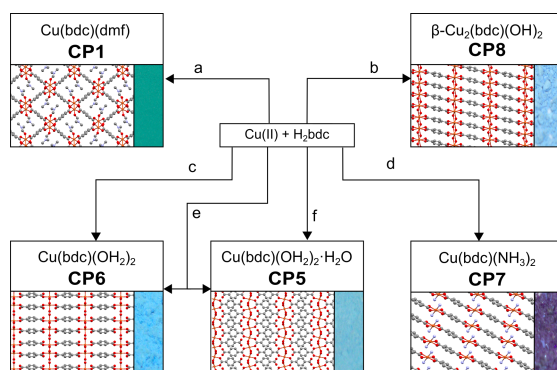 Cu(bdc)(dmf)
CP1
β-Cu₂(bdc)(OH)₂
CP8
a
b
Cu(II) + H₂bdc
c
d
e
f
Cu(bdc)(OH₂)₂
CP6
Cu(bdc)(OH₂)₂·H₂O
CP5
Cu(bdc)(NH₃)₂
CP7